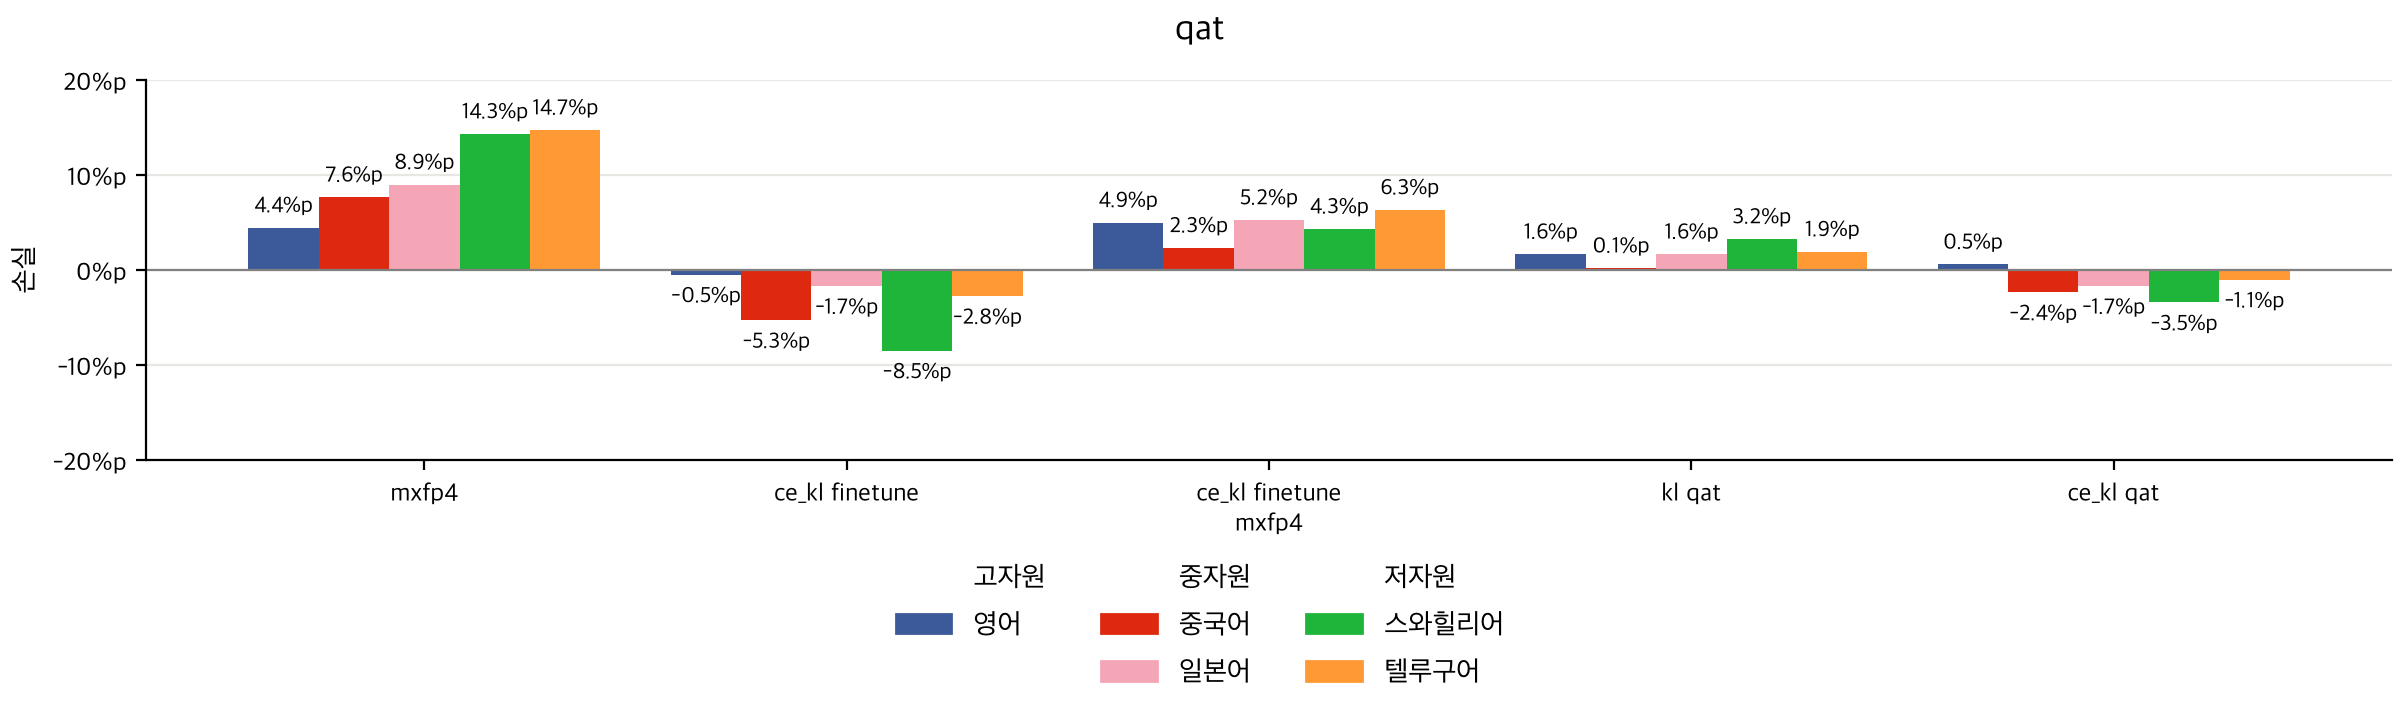 qat
손실
20%p
10%p
0%p
-10%p
-20%p
4.4%p
7.6%p
8.9%p
14.3%p
14.7%p
-0.5%p
-5.3%p
-1.7%p
-8.5%p
-2.8%p
4.9%p
2.3%p
5.2%p
4.3%p
6.3%p
1.6%p
0.1%p
1.6%p
3.2%p
1.9%p
0.5%p
-2.4%p
-1.7%p
-3.5%p
-1.1%p
mxfp4
ce_kl finetune
ce_kl finetune
mxfp4
kl qat
ce_kl qat
고자원
영어
중자원
중국어
일본어
저자원
스와힐리어
텔루구어